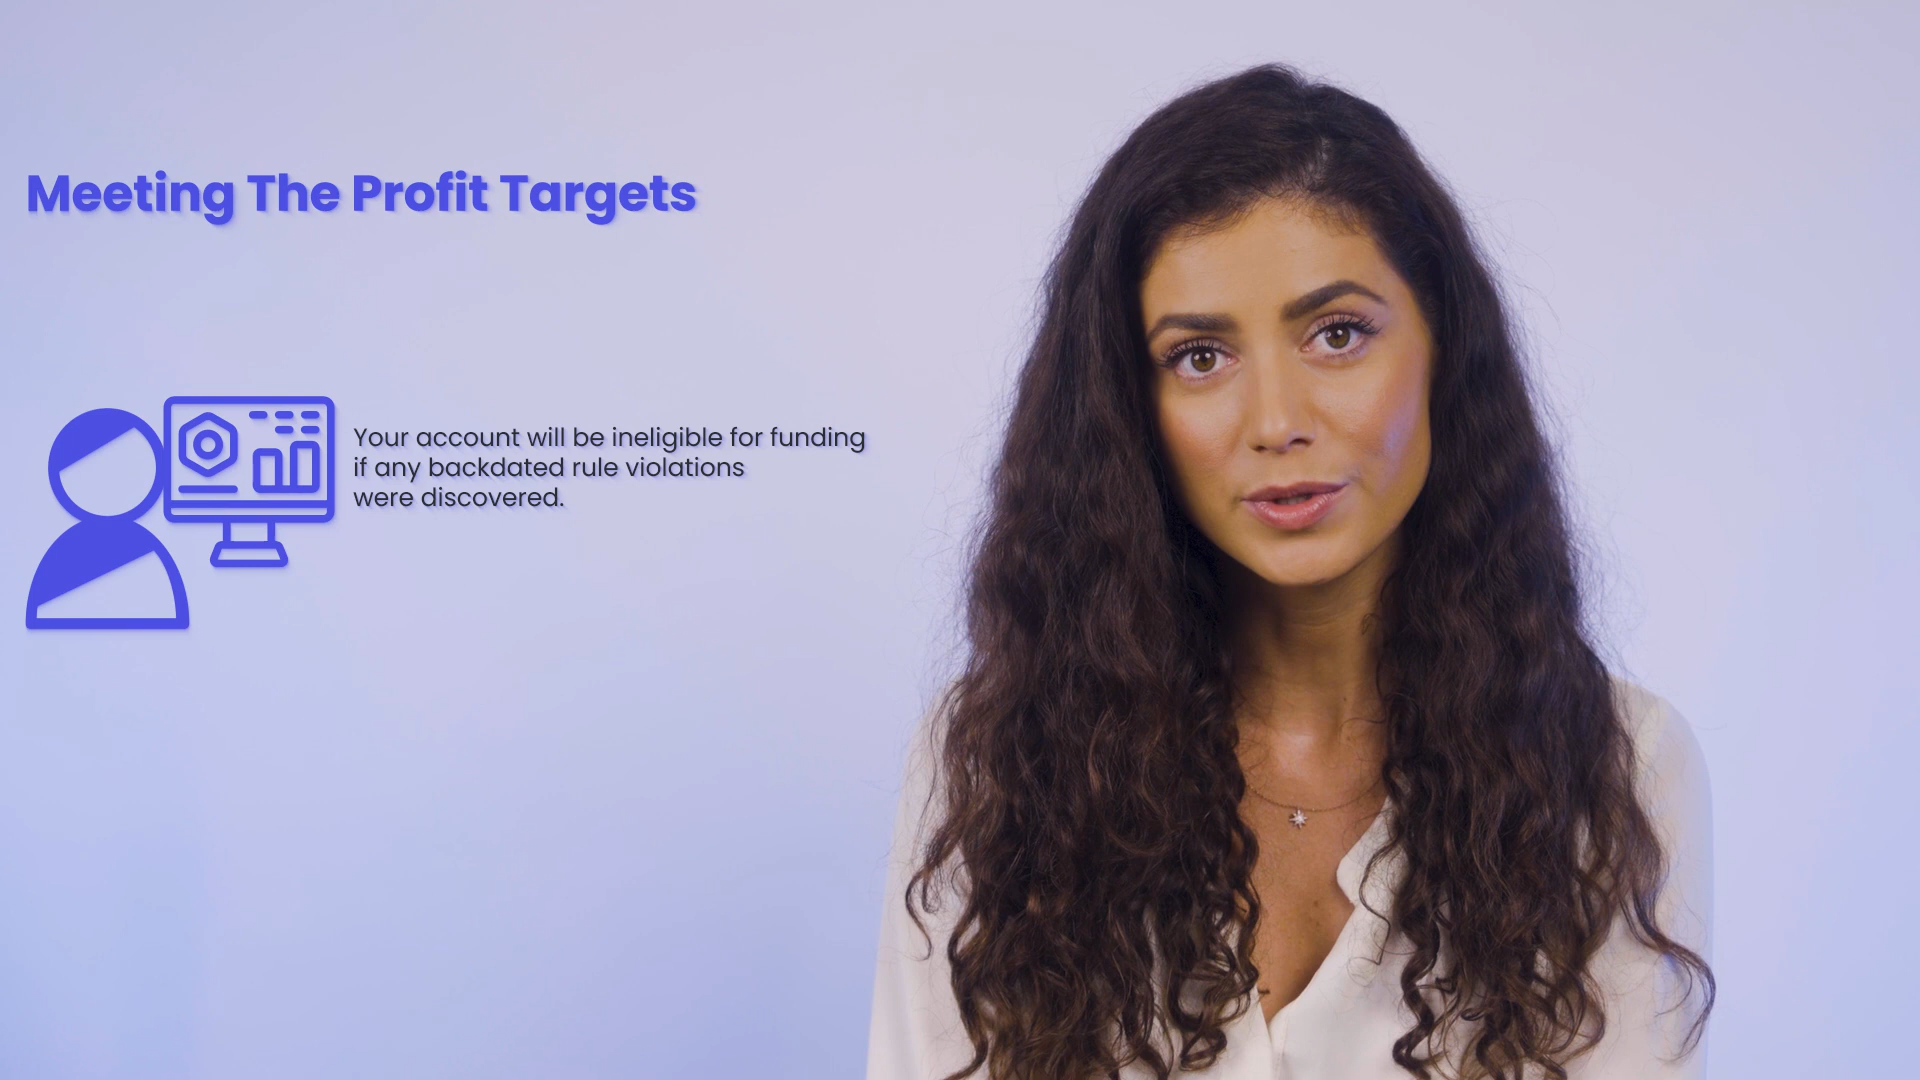 Meeting The Profit Targets
Your account will be ineligible for funding
if any backdated rule violations
were discovered.